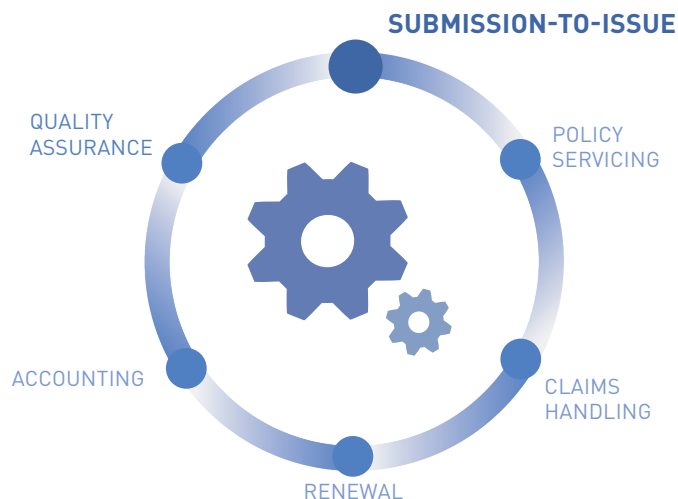 SUBMISSION-TO-ISSUE
QUALITY
ASSURANCE
POLICY
SERVICING
ACCOUNTING
CLAIMS
HANDLING
RENEWAL